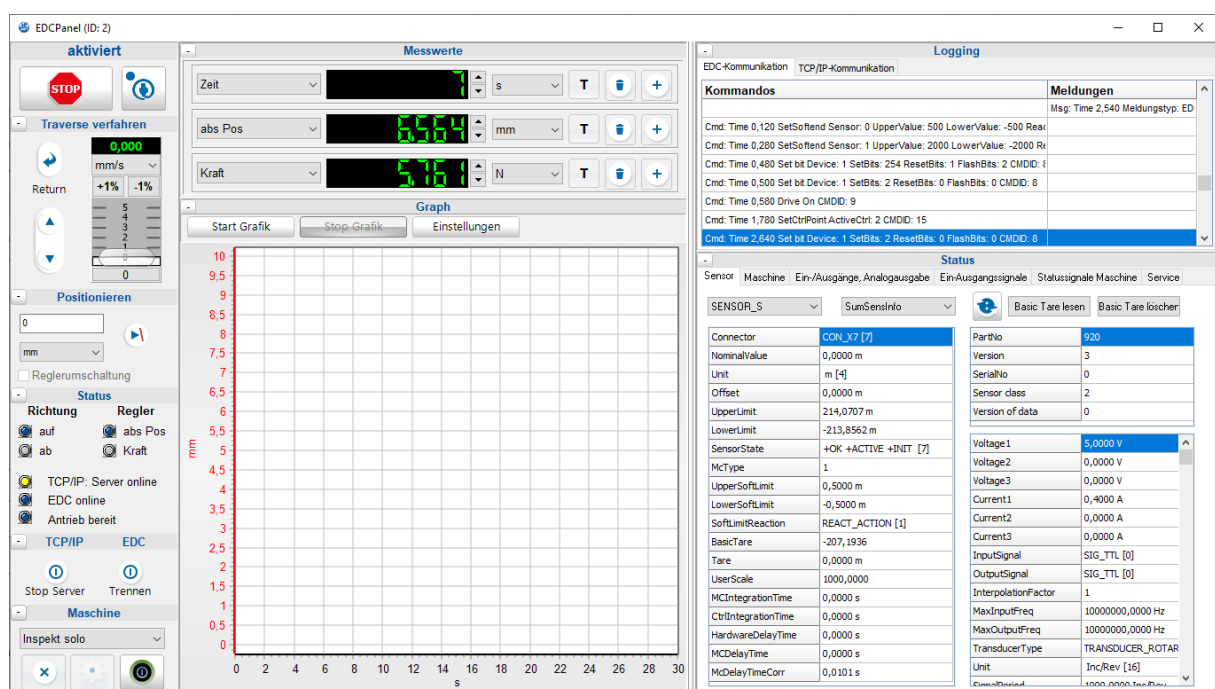 EDCPanel (ID: 2)
aktiviert
STOP
Traverse verfahren
0,000
mm/s
Return
+1% -1%
5
4
3
2
1
0
0
Positionieren
0
mm
Reglerumschaltung
Status
Richtung Regler
auf abs Pos
ab Kraft
TCP/IP: Server online
EDC online
Antrieb bereit
TCP/IP EDC
Stop Server Trennen
Maschine
Inspekt solo
Messwerte
Zeit 7 s T
abs Pos 6,564 mm T
Kraft 5,761 N T
Graph
Start Grafik Stop Grafik Einstellungen
10
9,5
9
8,5
8
7,5
7
6,5
6
5,5
5
4,5
4
3,5
3
2,5
2
1,5
1
0,5
0
mm
0 2 4 6 8 10 12 14 16 18 20 22 24 26 28 30
s
Logging
EDC-Kommunikation TCP/IP-Kommunikation
Kommandos Meldungen
Msg: Time 2,540 Meldungstyp: ED
Cmd: Time 0,120 SetSoftend Sensor: 0 UpperValue: 500 LowerValue: -500 Reac
Cmd: Time 0,280 SetSoftend Sensor: 1 UpperValue: 2000 LowerValue: -2000 Re
Cmd: Time 0,480 Set bit Device: 1 SetBits: 254 ResetBits: 1 FlashBits: 2 CMDID:
Cmd: Time 0,500 Set bit Device: 1 SetBits: 2 ResetBits: 0 FlashBits: 0 CMDID: 8
Cmd: Time 0,580 Drive On CMDID: 9
Cmd: Time 1,780 SetCtrlPoint ActiveCtrl: 2 CMDID: 15
Cmd: Time 2,640 Set bit Device: 1 SetBits: 2 ResetBits: 0 FlashBits: 0 CMDID: 8
Status
Sensor Maschine Ein-/Ausgänge, Analogausgabe Ein-Ausgangssignale Statussignale Maschine Service
SENSOR_S SumSensInfo Basic Tare lesen Basic Tare löscher
Connector CON_X7 [7]
NominalValue 0,0000 m
Unit m [4]
Offset 0,0000 m
UpperLimit 214,0707 m
LowerLimit -213,8562 m
SensorState +OK +ACTIVE +INIT [7]
McType 1
UpperSoftLimit 0,5000 m
LowerSoftLimit -0,5000 m
SoftLimitReaction REACT_ACTION [1]
BasicTare -207,1936
Tare 0,0000 m
UserScale 1000,0000
MCIntegrationTime 0,0000 s
CtrlIntegrationTime 0,0000 s
HardwareDelayTime 0,0000 s
MCDelayTime 0,0000 s
McDelayTimeCorr 0,0101 s
PartNo 920
Version 3
SerialNo 0
Sensor class 2
Version of data 0
Voltage1 5,0000 V
Voltage2 0,0000 V
Voltage3 0,0000 V
Current1 0,4000 A
Current2 0,0000 A
Current3 0,0000 A
InputSignal SIG_TTL [0]
OutputSignal SIG_TTL [0]
InterpolationFactor 1
MaxInputFreq 10000000,0000 Hz
MaxOutputFreq 10000000,0000 Hz
TransducerType TRANSDUCER_ROTAR
Unit Inc/Rev [16]
SignalPeriod 1000,0000 Inc/Rev